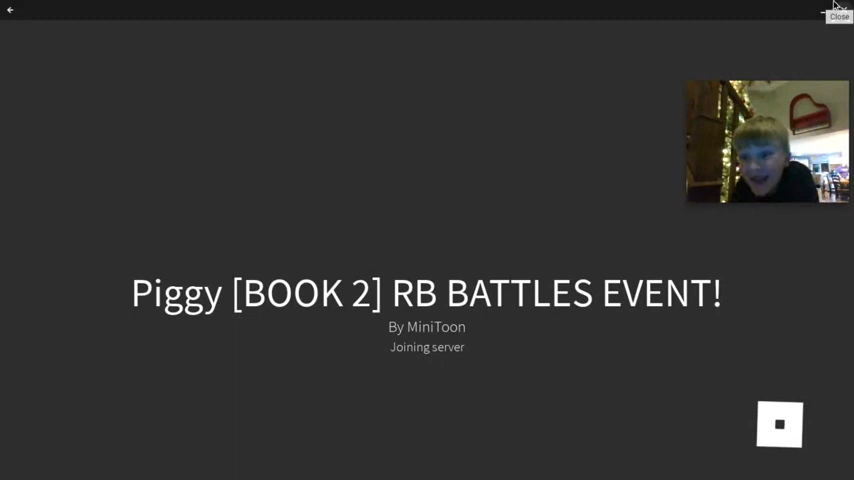 Close
Piggy [BOOK 2] RB BATTLES EVENT!
By MiniToon
Joining server